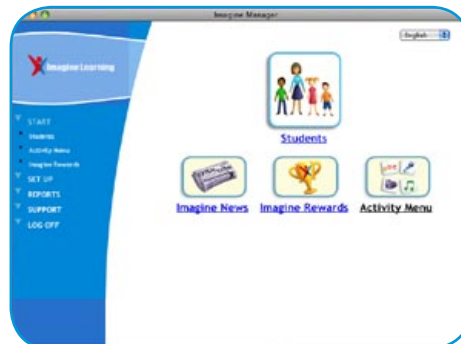 Imagine Manager
English
Imagine Learning
START
Students
Activity Menu
Imagine Rewards
SET UP
REPORTS
SUPPORT
LOG OFF
Students
Imagine News
Imagine Rewards
Activity Menu